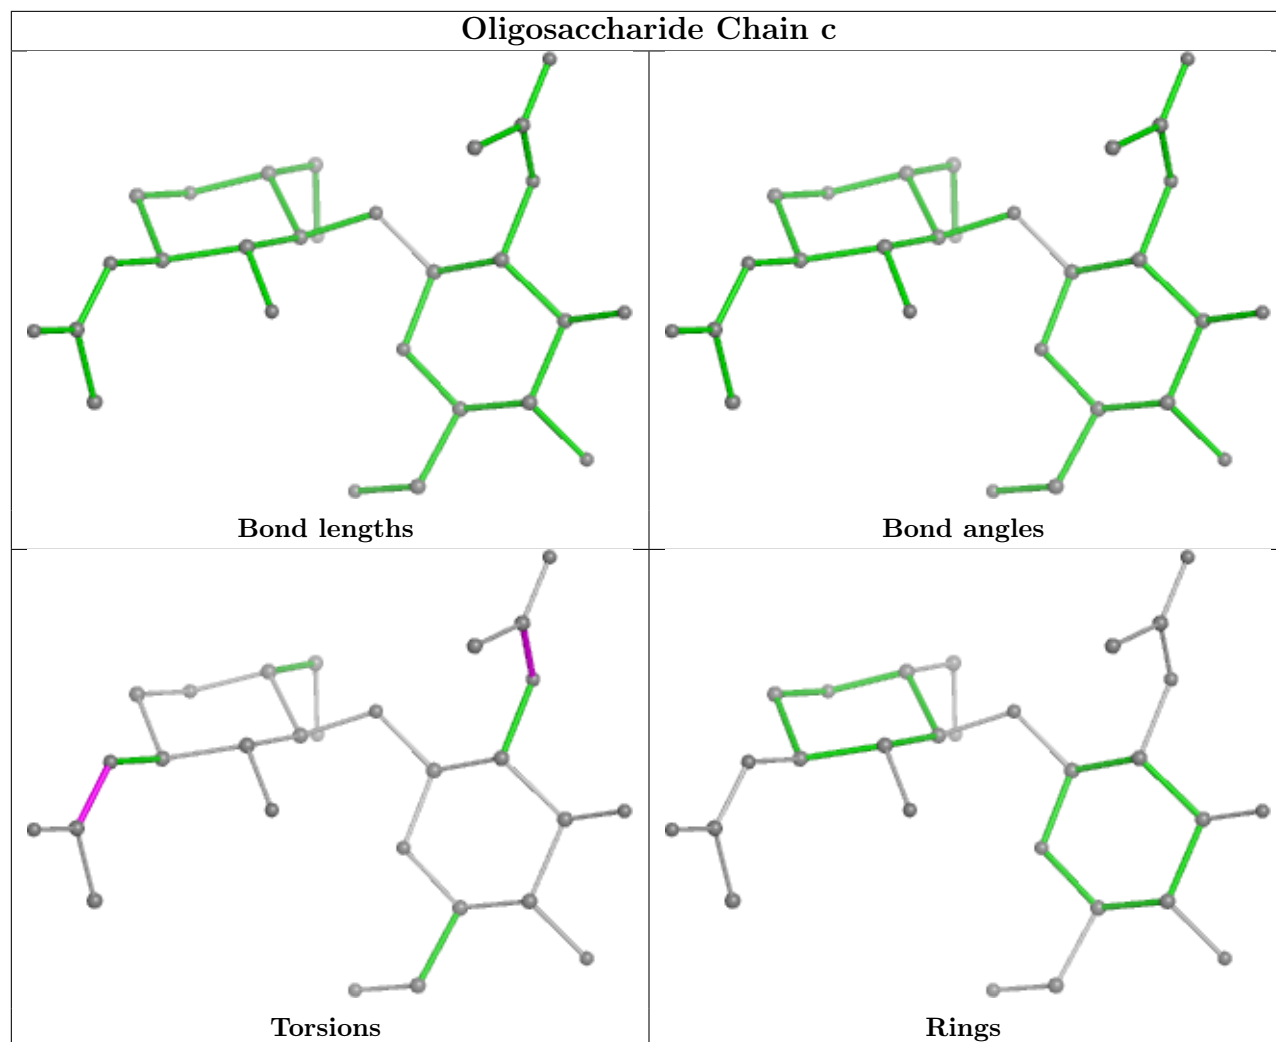 Oligosaccharide Chain c
Bond lengths
Bond angles
Torsions
Rings